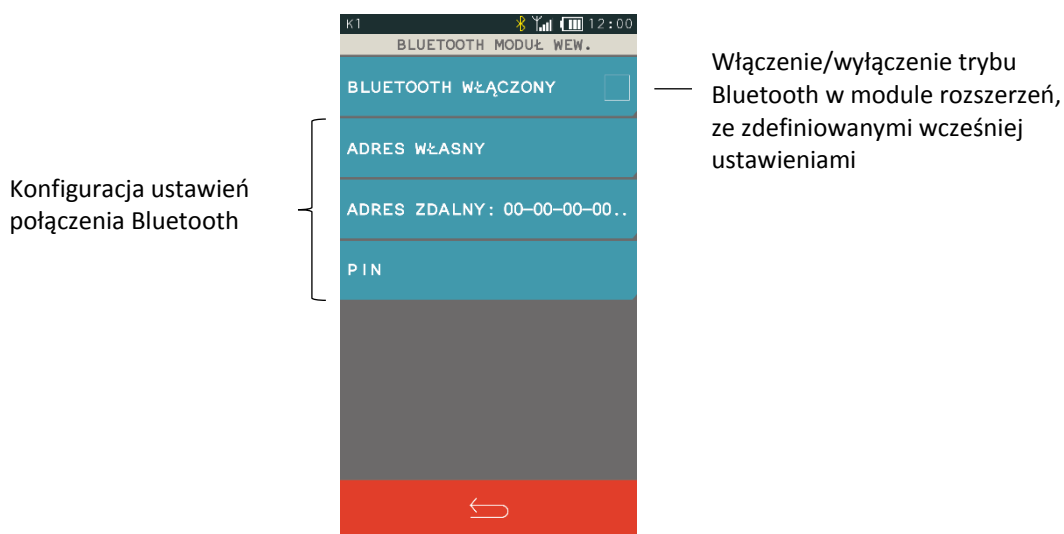 K1 12:00
BLUETOOTH MODUŁ WEW.
BLUETOOTH WŁĄCZONY
ADRES WŁASNY
ADRES ZDALNY: 00-00-00-00..
PIN
Włączenie/wyłączenie trybu
Bluetooth w module rozszerzeń,
ze zdefiniowanymi wcześniej
ustawieniami
Konfiguracja ustawień
połączenia Bluetooth